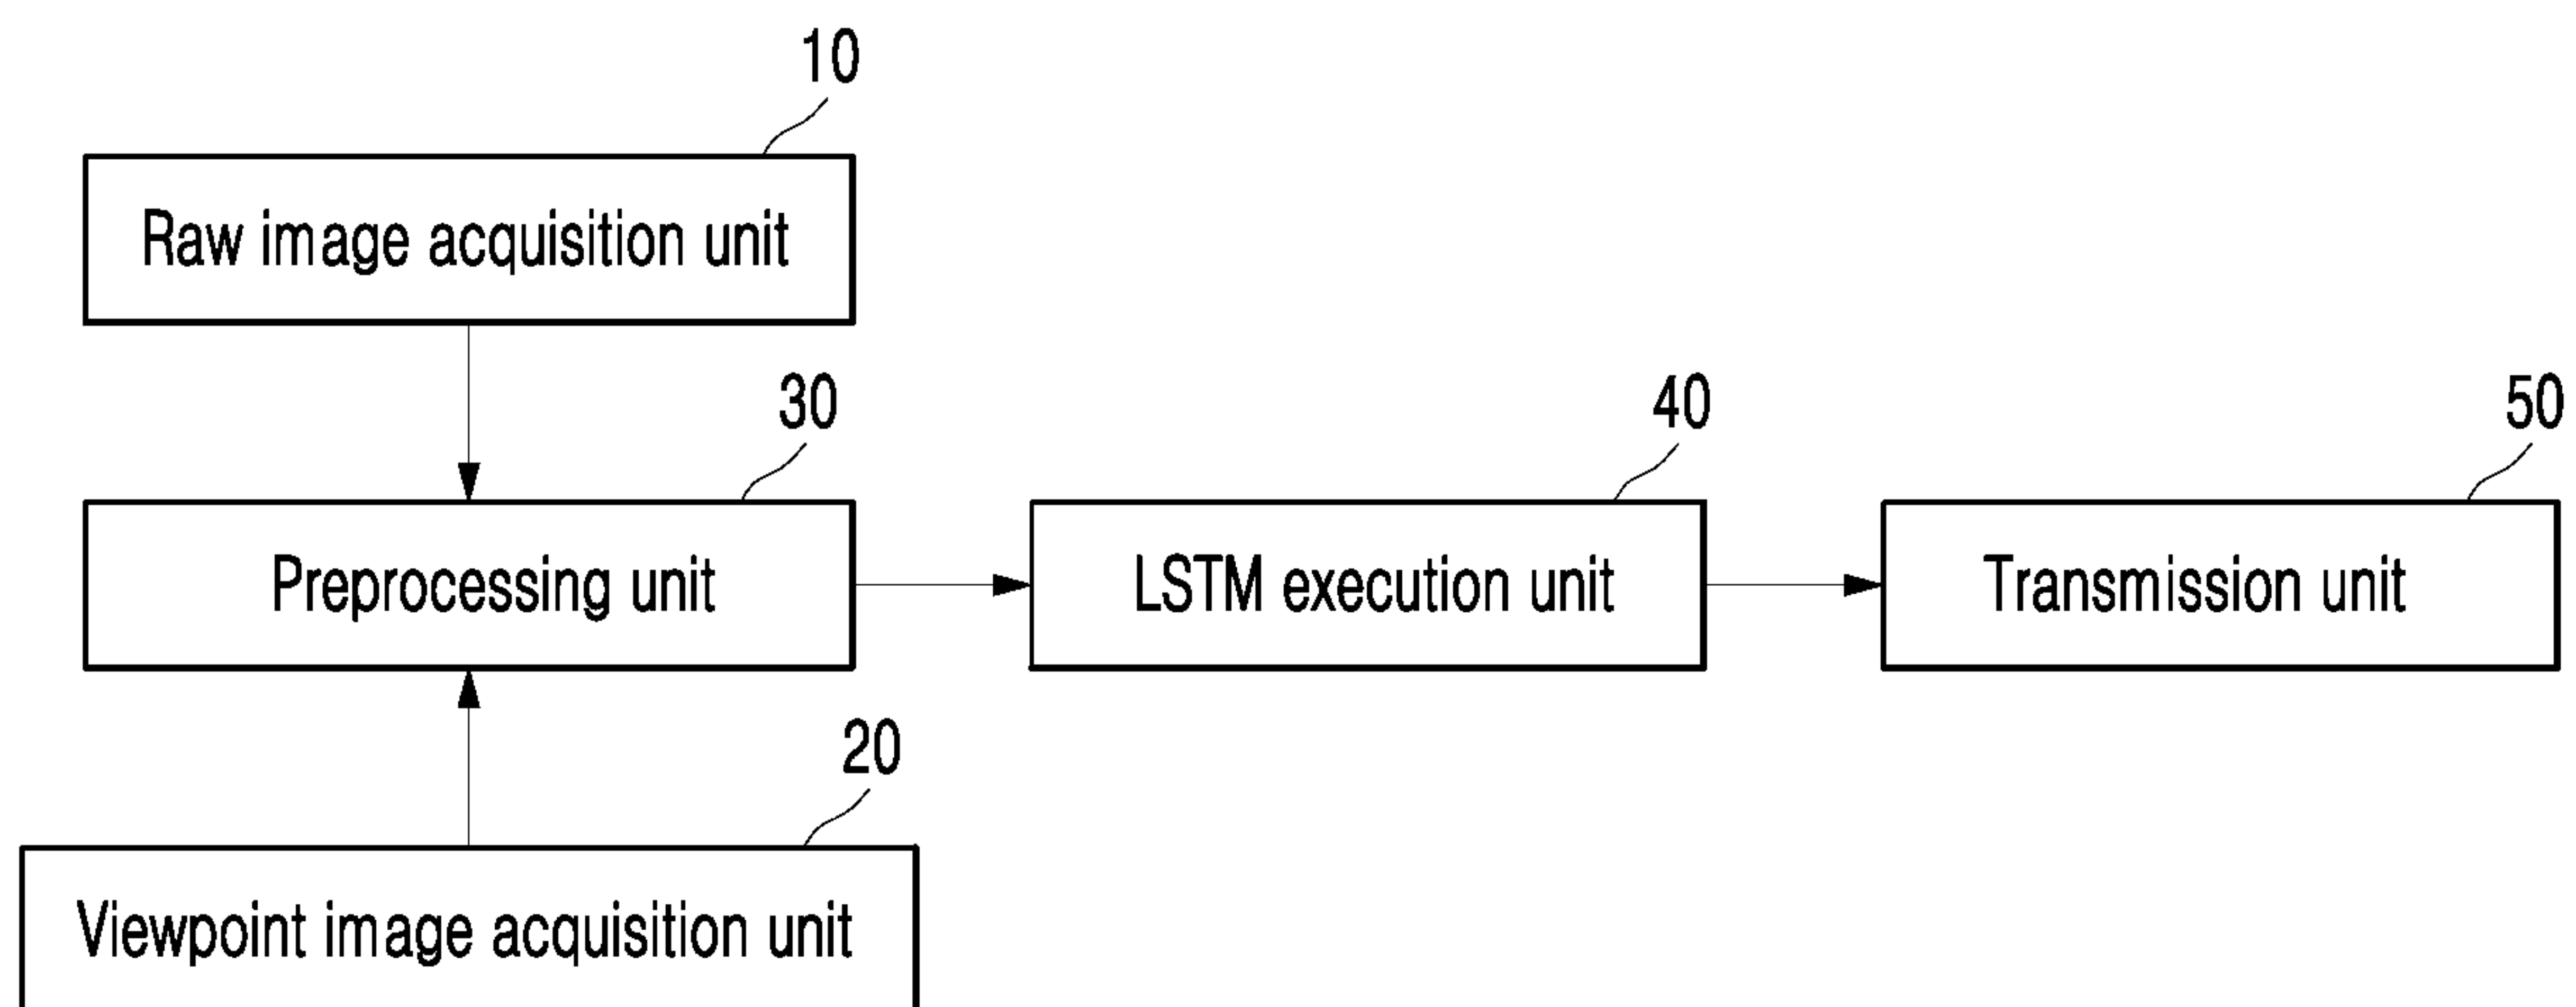 10
Raw image acquisition unit
30
Preprocessing unit
40
LSTM execution unit
50
Transmission unit
20
Viewpoint image acquisition unit